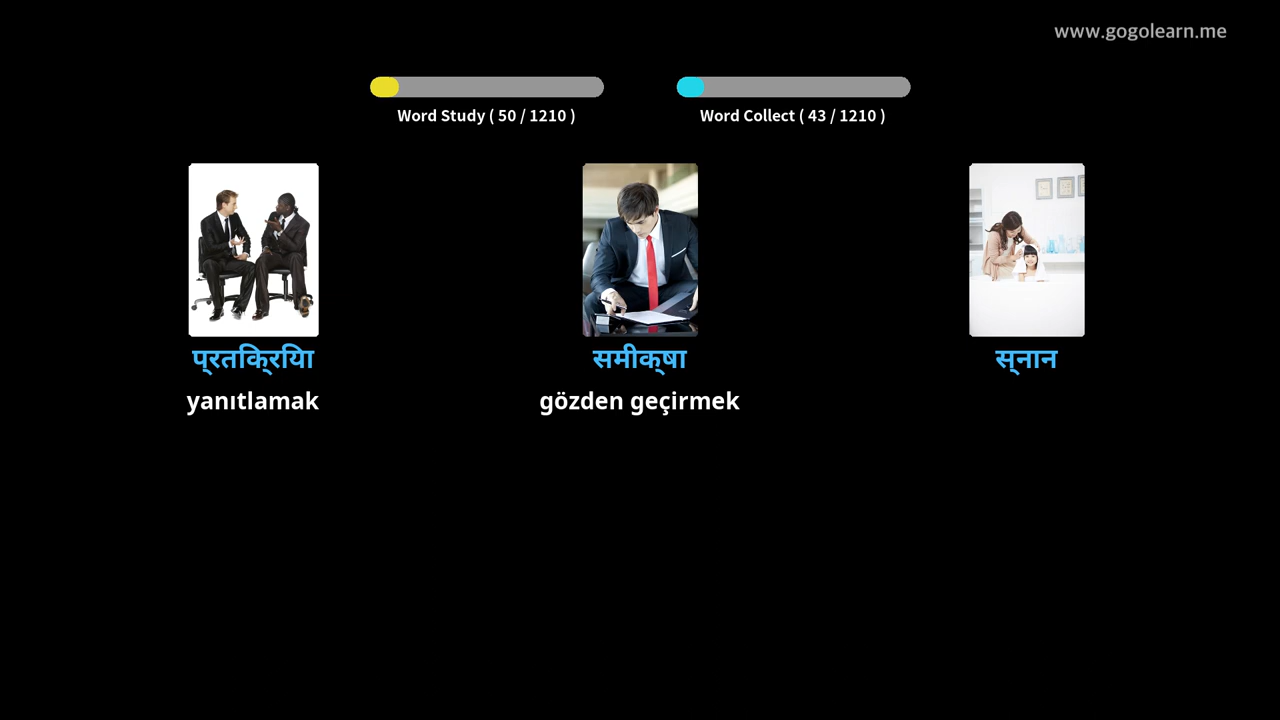 www.gogolearn.me
Word Study ( 50 / 1210 )
Word Collect ( 43 / 1210 )
प्रतिक्रिया
समीक्षा
स्नान
yanıtlamak
gözden geçirmek